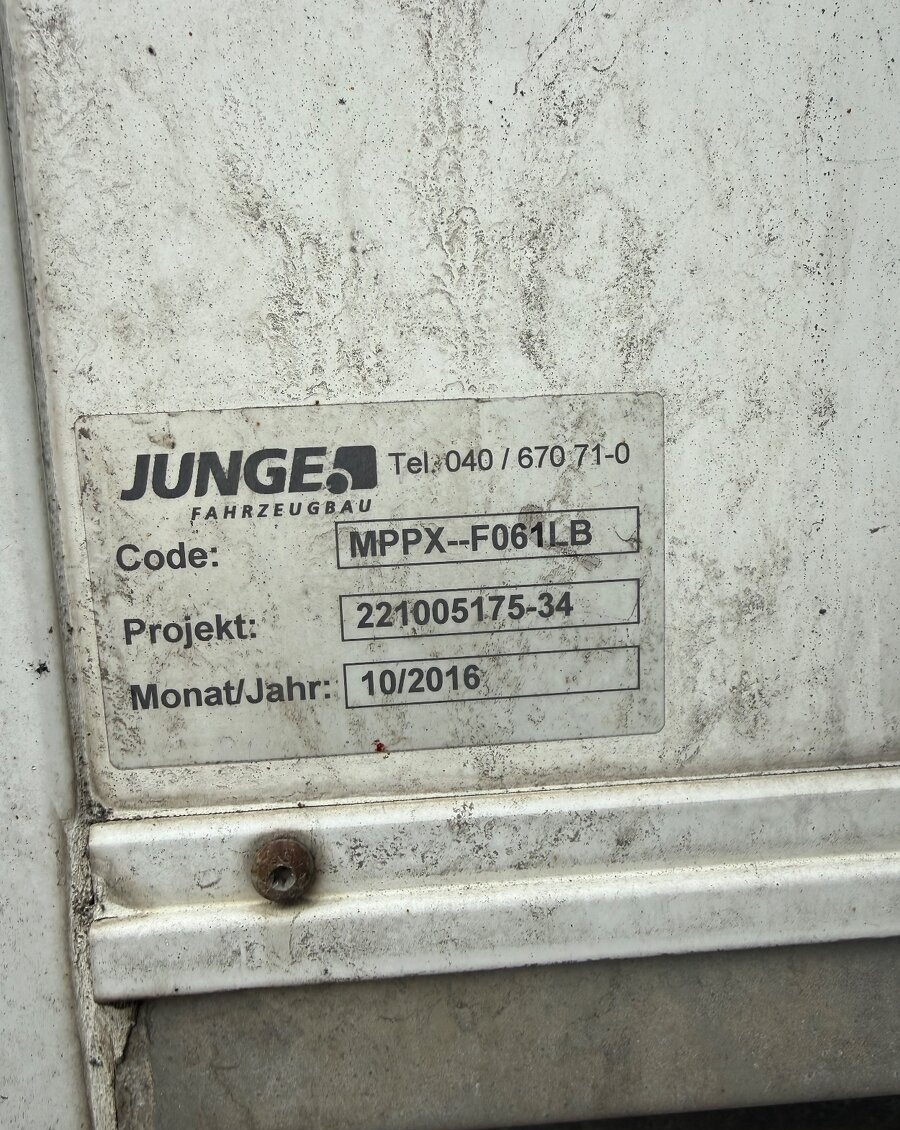 JUNGE Tel. 040 / 670 71-0
FAHRZEUGBAU
Code: MPPX--F061LB
Projekt: 221005175-34
Monat/Jahr: 10/2016